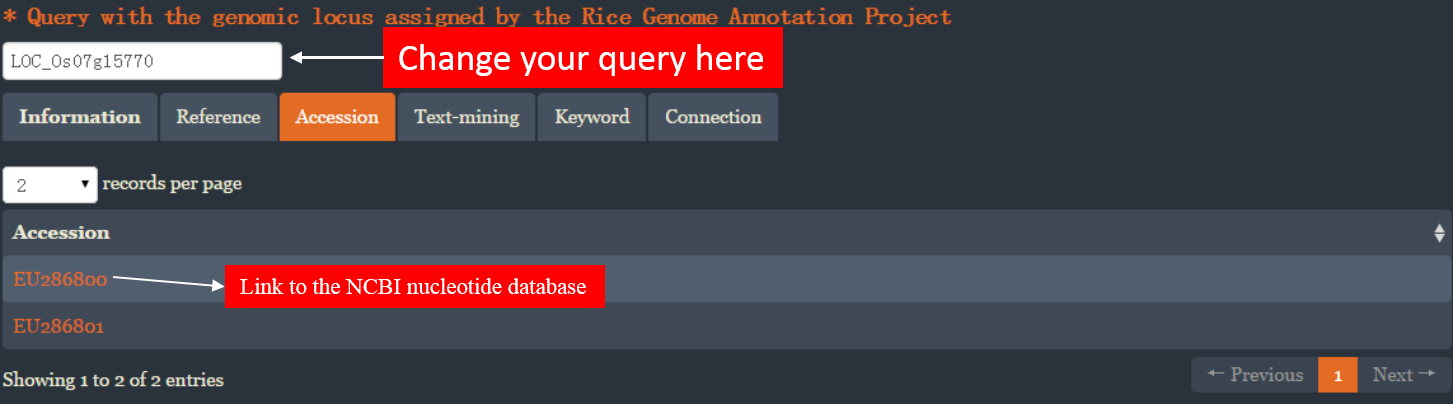 * Query with the genomic locus assigned by the Rice Genome Annotation Project
LOC_Os07g15770
Change your query here
Information Reference Accession Text-mining Keyword Connection
2 records per page
Accession
EU286800
Link to the NCBI nucleotide database
EU286801
Showing 1 to 2 of 2 entries
← Previous 1 Next →